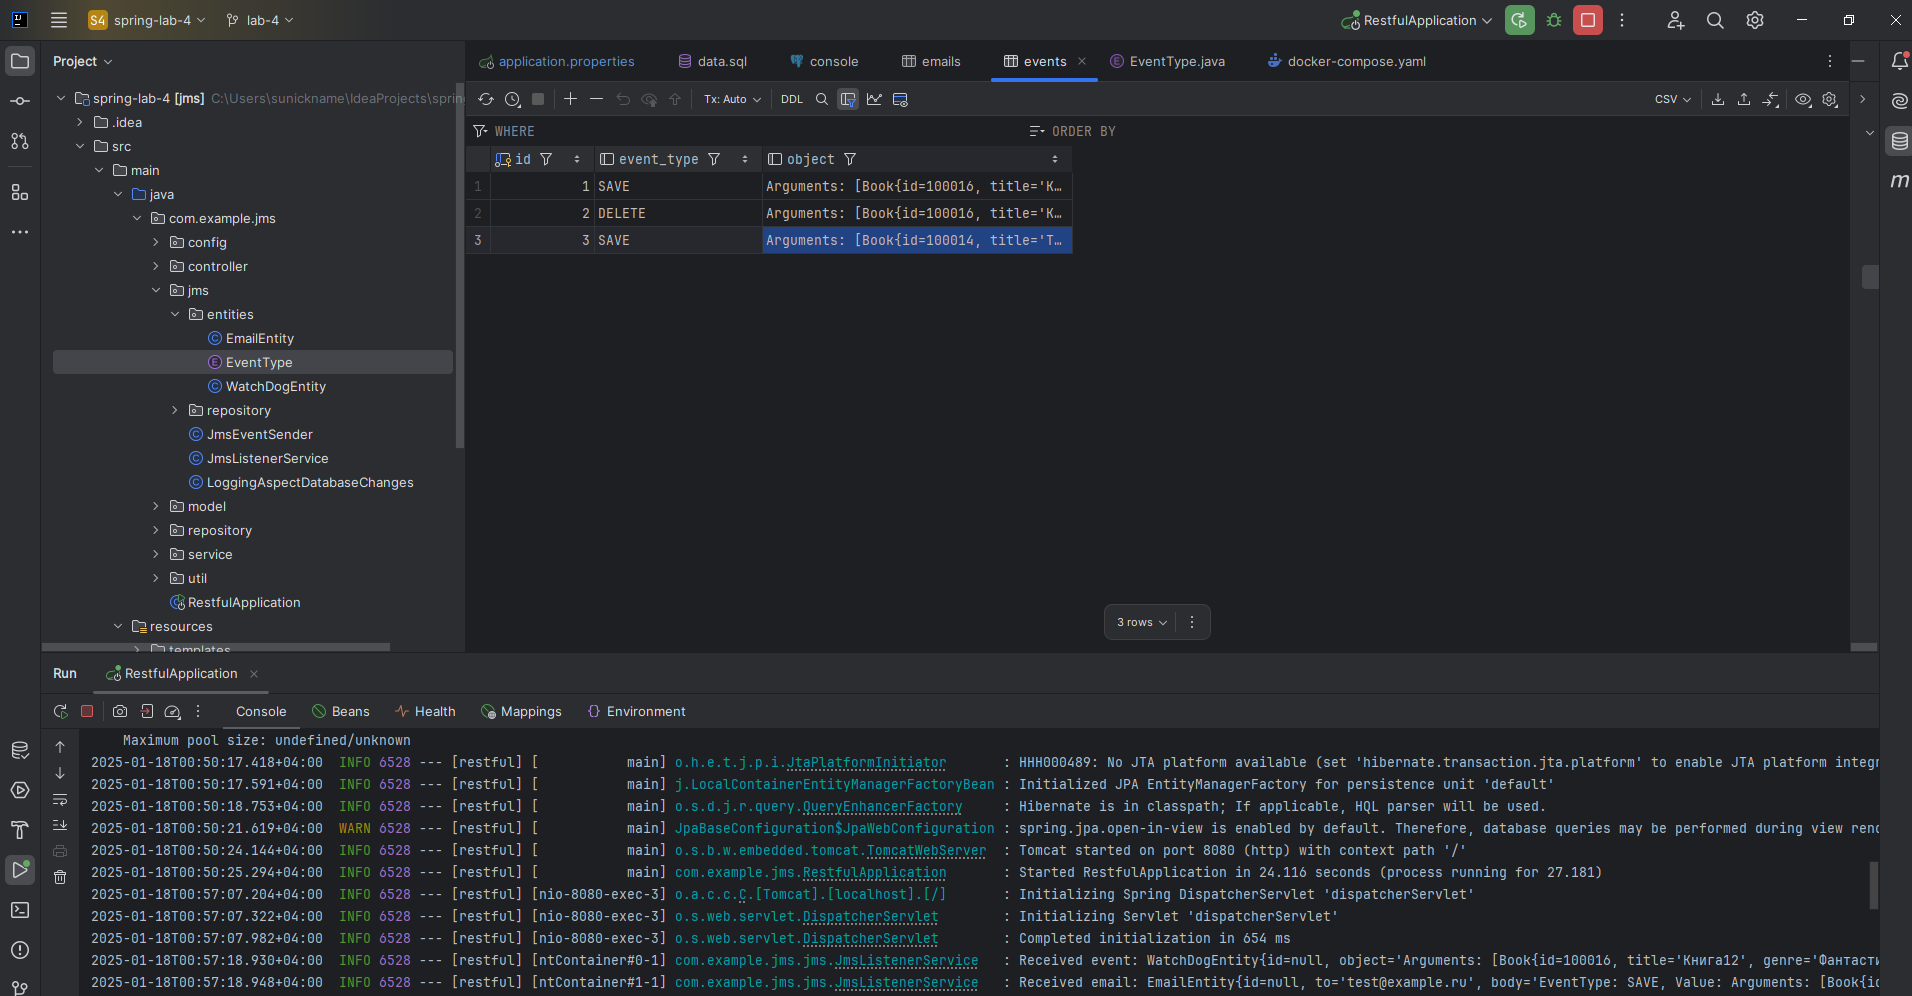 S4 spring-lab-4 lab-4 RestfulApplication
Project
application.properties data.sql console emails events EventType.java docker-compose.yaml
spring-lab-4 [jms] C:\Users\sunickname\IdeaProjects\spring
Tx: Auto DDL CSV
.idea
WHERE ORDER BY
src
id event_type object
main
1 1 SAVE Arguments: [Book{id=100016, title='K…
java
2 2 DELETE Arguments: [Book{id=100016, title='K…
com.example.jms
3 3 SAVE Arguments: [Book{id=100014, title='T…
config
controller
jms
entities
EmailEntity
EventType
WatchDogEntity
repository
JmsEventSender
JmsListenerService
LoggingAspectDatabaseChanges
model
repository
service
util
RestfulApplication
3 rows
resources
templates
Run RestfulApplication
Console Beans Health Mappings Environment
Maximum pool size: undefined/unknown
2025-01-18T00:50:17.418+04:00 INFO 6528 --- [restful] [ main] o.h.e.t.j.p.i.JtaPlatformInitiator : HHH000489: No JTA platform available (set 'hibernate.transaction.jta.platform' to enable JTA platform integr
2025-01-18T00:50:17.591+04:00 INFO 6528 --- [restful] [ main] j.LocalContainerEntityManagerFactoryBean : Initialized JPA EntityManagerFactory for persistence unit 'default'
2025-01-18T00:50:18.753+04:00 INFO 6528 --- [restful] [ main] o.s.d.j.r.query.QueryEnhancerFactory : Hibernate is in classpath; If applicable, HQL parser will be used.
2025-01-18T00:50:21.619+04:00 WARN 6528 --- [restful] [ main] JpaBaseConfiguration$JpaWebConfiguration : spring.jpa.open-in-view is enabled by default. Therefore, database queries may be performed during view rend
2025-01-18T00:50:24.144+04:00 INFO 6528 --- [restful] [ main] o.s.b.w.embedded.tomcat.TomcatWebServer : Tomcat started on port 8080 (http) with context path '/'
2025-01-18T00:50:25.294+04:00 INFO 6528 --- [restful] [ main] com.example.jms.RestfulApplication : Started RestfulApplication in 24.116 seconds (process running for 27.181)
2025-01-18T00:57:07.204+04:00 INFO 6528 --- [restful] [nio-8080-exec-3] o.a.c.c.C.[Tomcat].[localhost].[/] : Initializing Spring DispatcherServlet 'dispatcherServlet'
2025-01-18T00:57:07.322+04:00 INFO 6528 --- [restful] [nio-8080-exec-3] o.s.web.servlet.DispatcherServlet : Initializing Servlet 'dispatcherServlet'
2025-01-18T00:57:07.982+04:00 INFO 6528 --- [restful] [nio-8080-exec-3] o.s.web.servlet.DispatcherServlet : Completed initialization in 654 ms
2025-01-18T00:57:18.930+04:00 INFO 6528 --- [restful] [ntContainer#0-1] com.example.jms.jms.JmsListenerService : Received event: WatchDogEntity{id=null, object='Arguments: [Book{id=100016, title='Книга12', genre='Фантасти
2025-01-18T00:57:18.948+04:00 INFO 6528 --- [restful] [ntContainer#1-1] com.example.jms.jms.JmsListenerService : Received email: EmailEntity{id=null, to='test@example.ru', body='EventType: SAVE, Value: Arguments: [Book{id